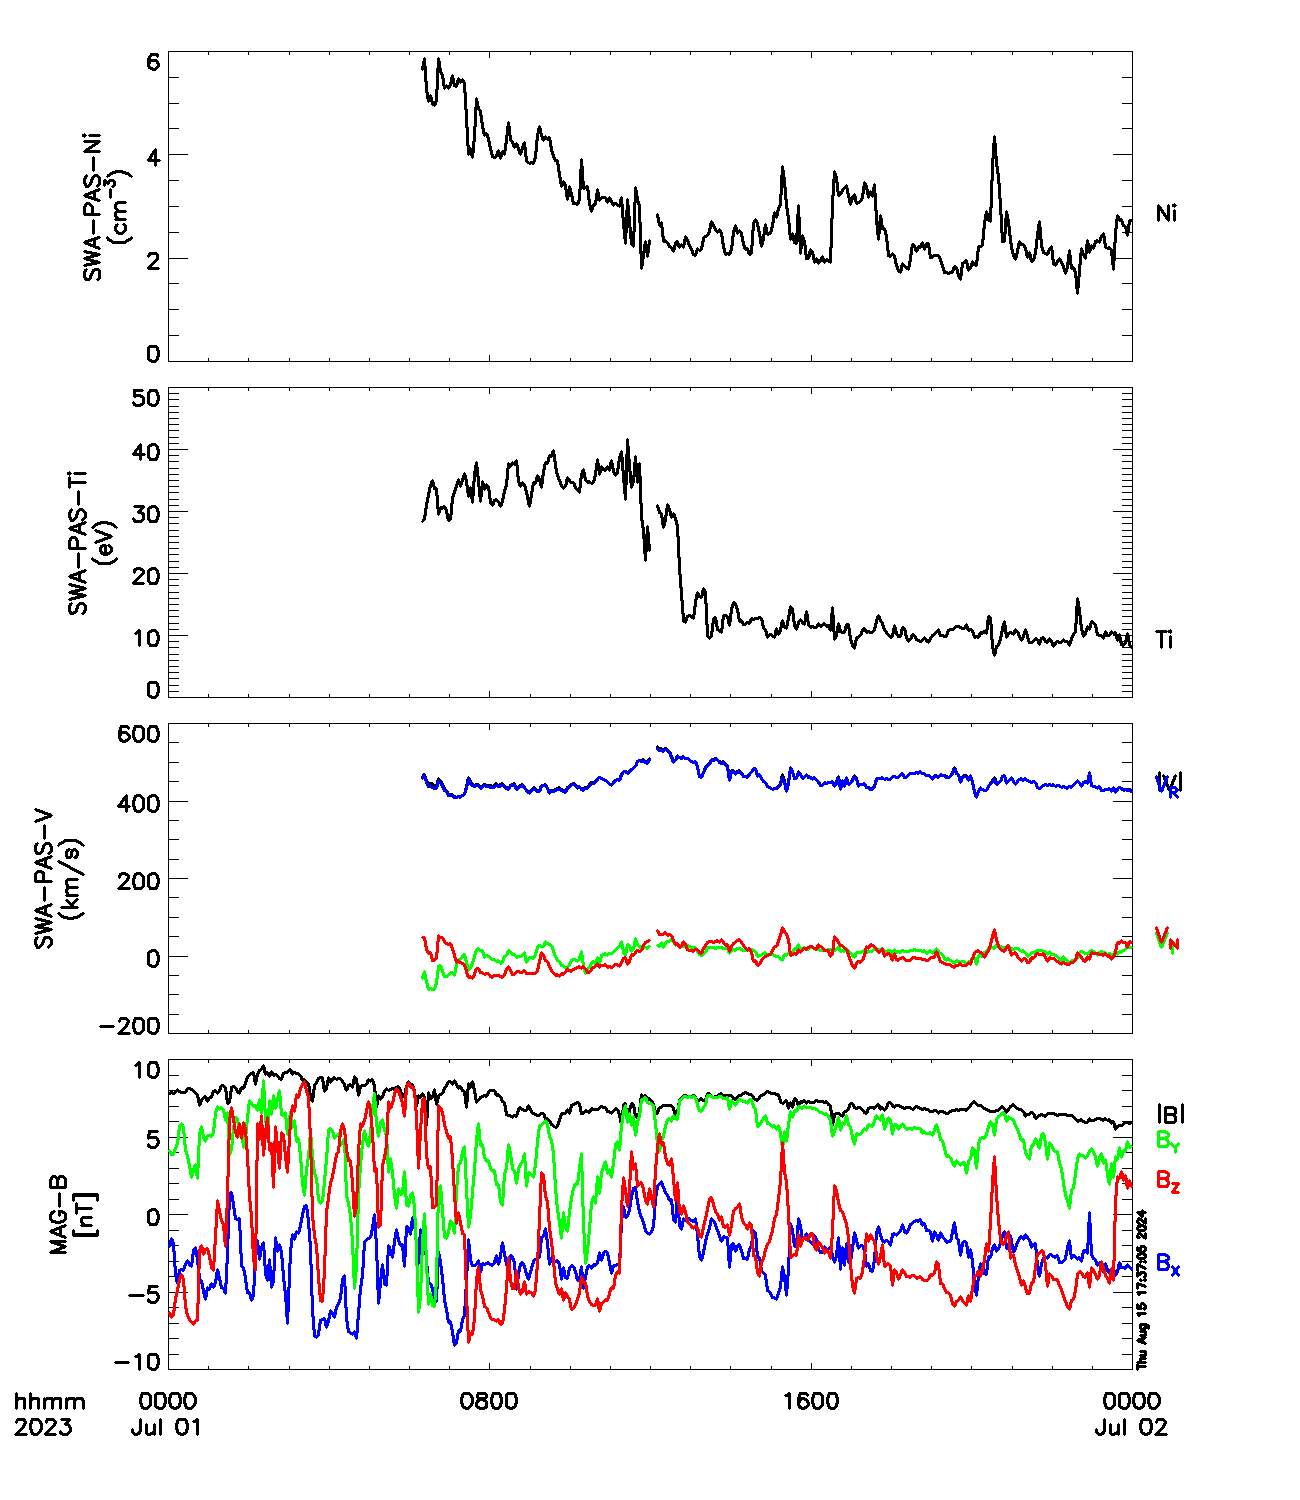 6
4
2
0
SWA-PAS-Ni
(cm-3)
Ni
50
40
30
20
10
0
SWA-PAS-Ti
(eV)
Ti
600
400
200
0
-200
SWA-PAS-V
(km/s)
|V|
VR
VN
10
5
0
-5
-10
MAG-B
[nT]
|B|
BY
BZ
BX
Thu Aug 15 17:37:05 2024
hhmm 0000 0800 1600 0000
2023 Jul 01 Jul 02